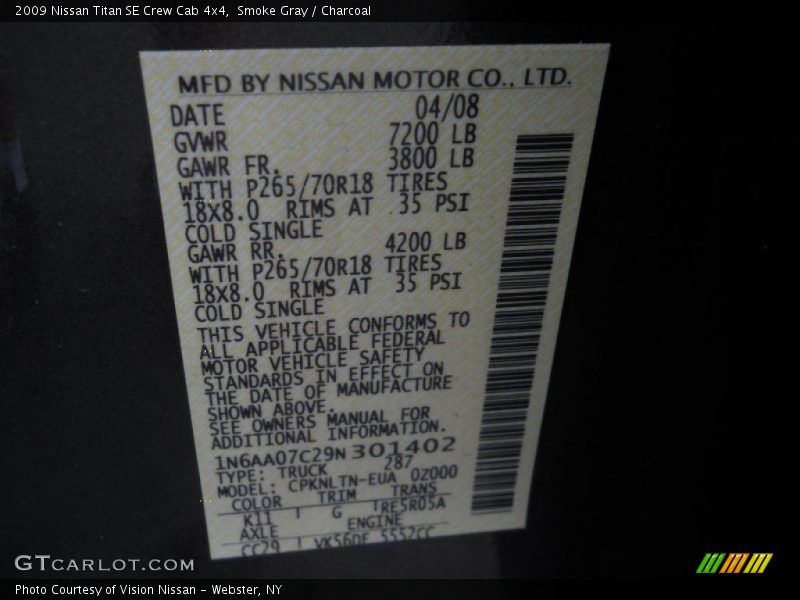 2009 Nissan Titan SE Crew Cab 4x4,  Smoke Gray / Charcoal
MFD BY NISSAN MOTOR CO., LTD.
DATE 04/08
GVWR 7200 LB
GAWR FR. 3800 LB
WITH P265/70R18 TIRES
18X8.0 RIMS AT 35 PSI
COLD SINGLE
GAWR RR. 4200 LB
WITH P265/70R18 TIRES
18X8.0 RIMS AT 35 PSI
COLD SINGLE
THIS VEHICLE CONFORMS TO
ALL APPLICABLE FEDERAL
MOTOR VEHICLE SAFETY
STANDARDS IN EFFECT ON
THE DATE OF MANUFACTURE
SHOWN ABOVE.
SEE OWNERS MANUAL FOR
ADDITIONAL INFORMATION.
1N6AA07C29N301402
TYPE: TRUCK 287
MODEL: CPKNLTN-EUA 0Z000
COLOR TRIM TRANS
K11 G RE5R05A
AXLE ENGINE
CC29 VK56DE 5552CC
GTCARLOT.COM
Photo Courtesy of Vision Nissan - Webster, NY